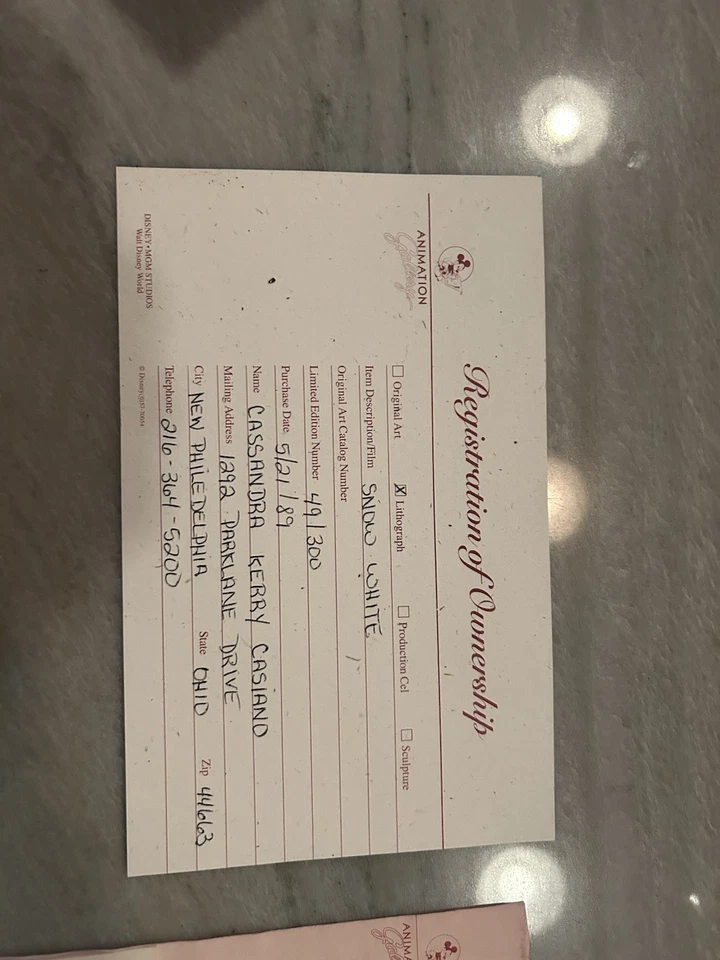 Registration of Ownership
ANIMATION
Gallery
☐ Original Art ☒ Lithograph ☐ Production Cel ☐ Sculpture
Item Description/Film SNOW WHITE
Original Art Catalog Number
Limited Edition Number 49/300
Purchase Date 5/21/89
Name CASSANDRA KERRY CASIANO
Mailing Address 1292 PARKLANE DRIVE
City NEW PHILEDELPHIA State OHIO Zip 44663
Telephone 216-364-5200
DISNEY•MGM STUDIOS
Walt Disney World
ANIMA